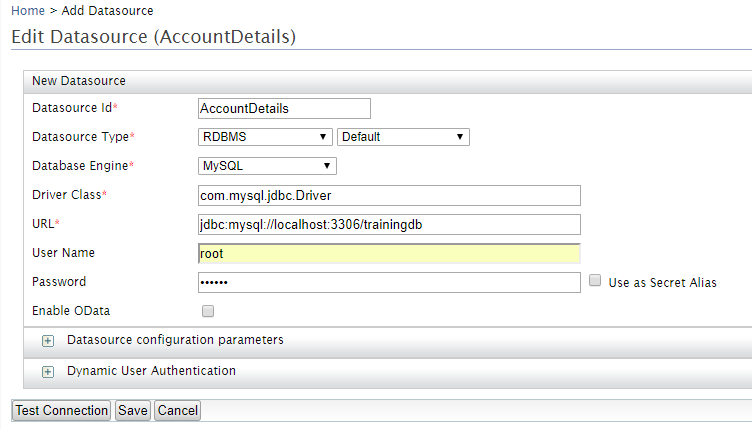 Home > Add Datasource
Edit Datasource (AccountDetails)
New Datasource
Datasource Id* AccountDetails
Datasource Type* RDBMS Default
Database Engine* MySQL
Driver Class* com.mysql.jdbc.Driver
URL* jdbc:mysql://localhost:3306/trainingdb
User Name root
Password •••••• Use as Secret Alias
Enable OData
Datasource configuration parameters
Dynamic User Authentication
Test Connection Save Cancel